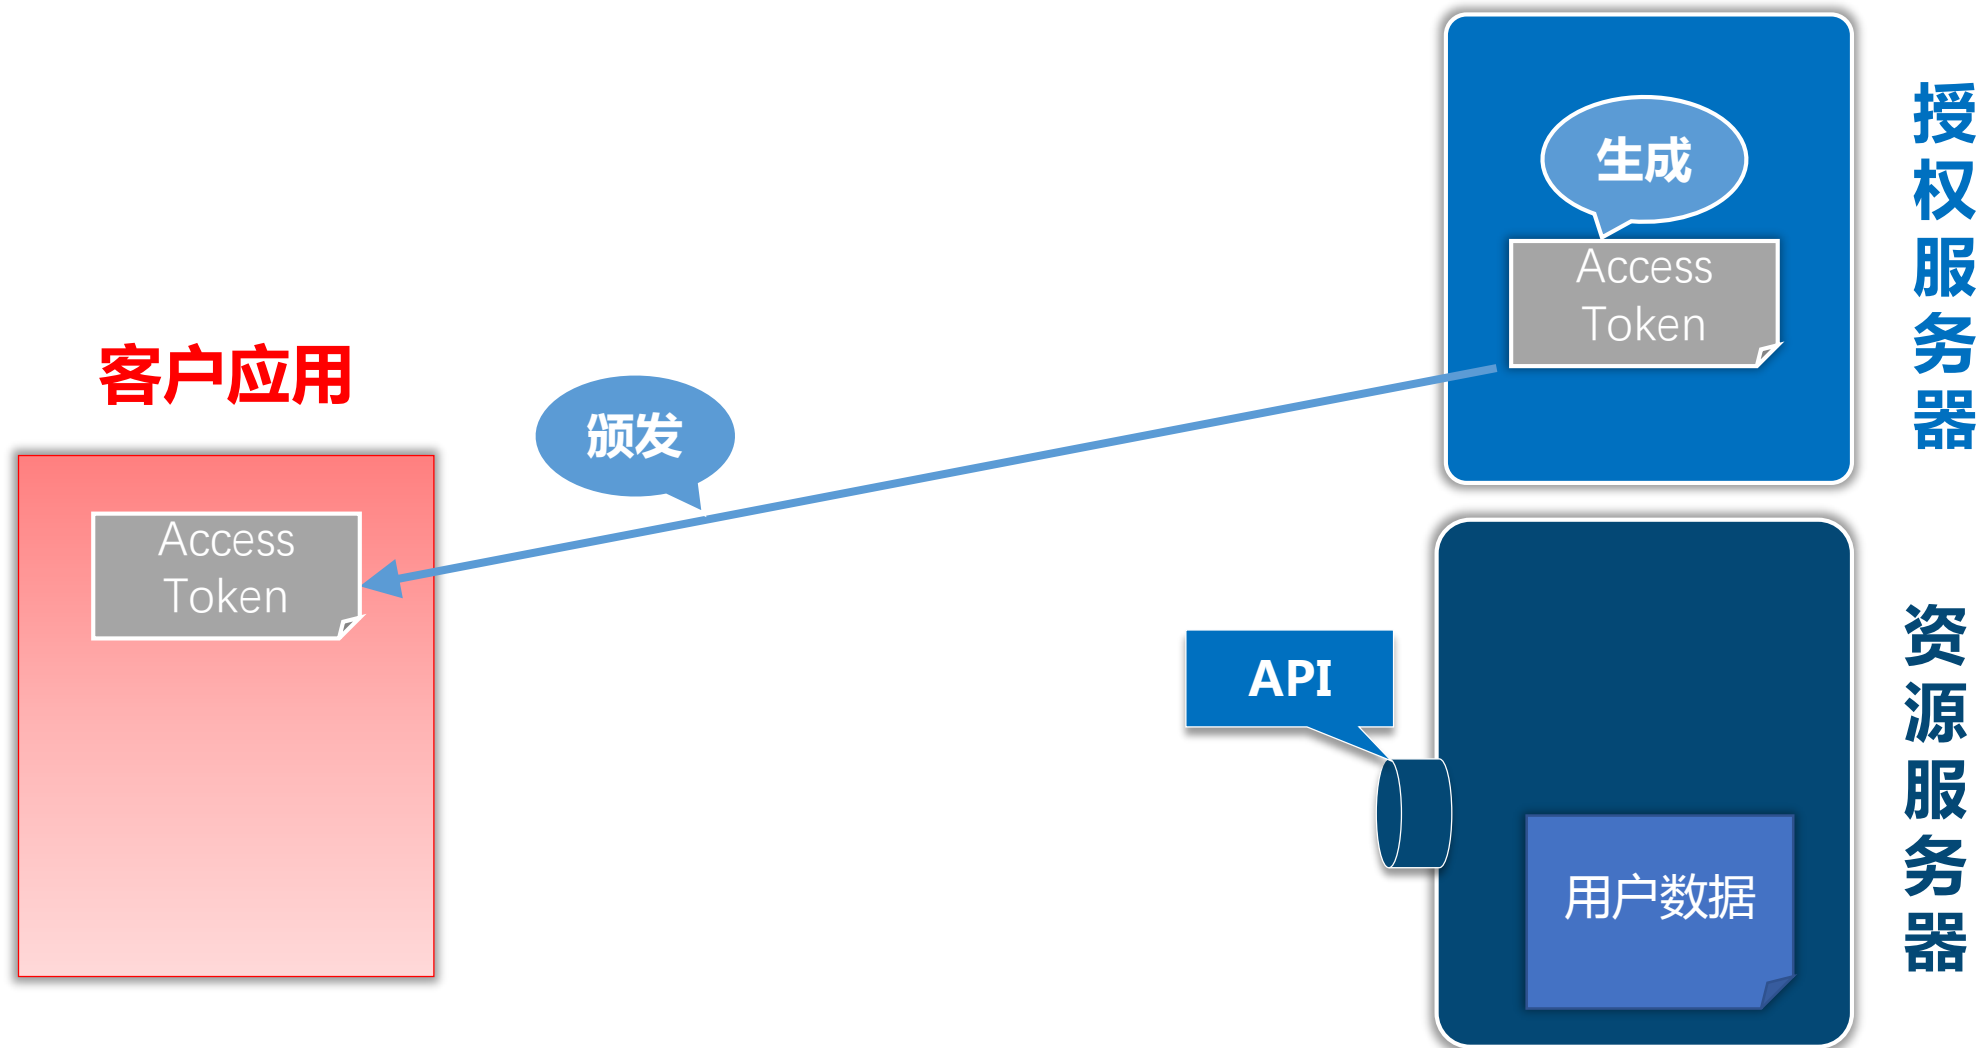 授权服务器
生成
Access
Token
客户应用
颁发
Access
Token
API
资源服务器
用户数据